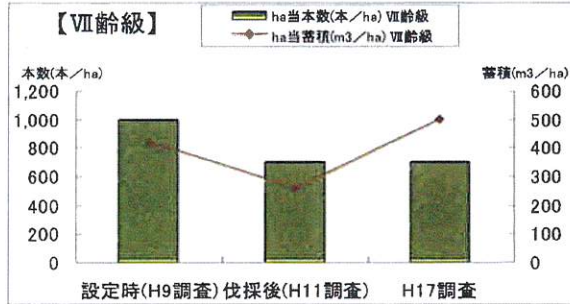 【Ⅶ齢級】
ha当本数(本/ha) Ⅶ齢級
ha当蓄積(m3/ha) Ⅶ齢級
本数(本/ha)
蓄積(m3/ha)
1,200 600
1,000 500
800 400
600 300
400 200
200 100
0 0
設定時(H9調査) 伐採後(H11調査) H17調査